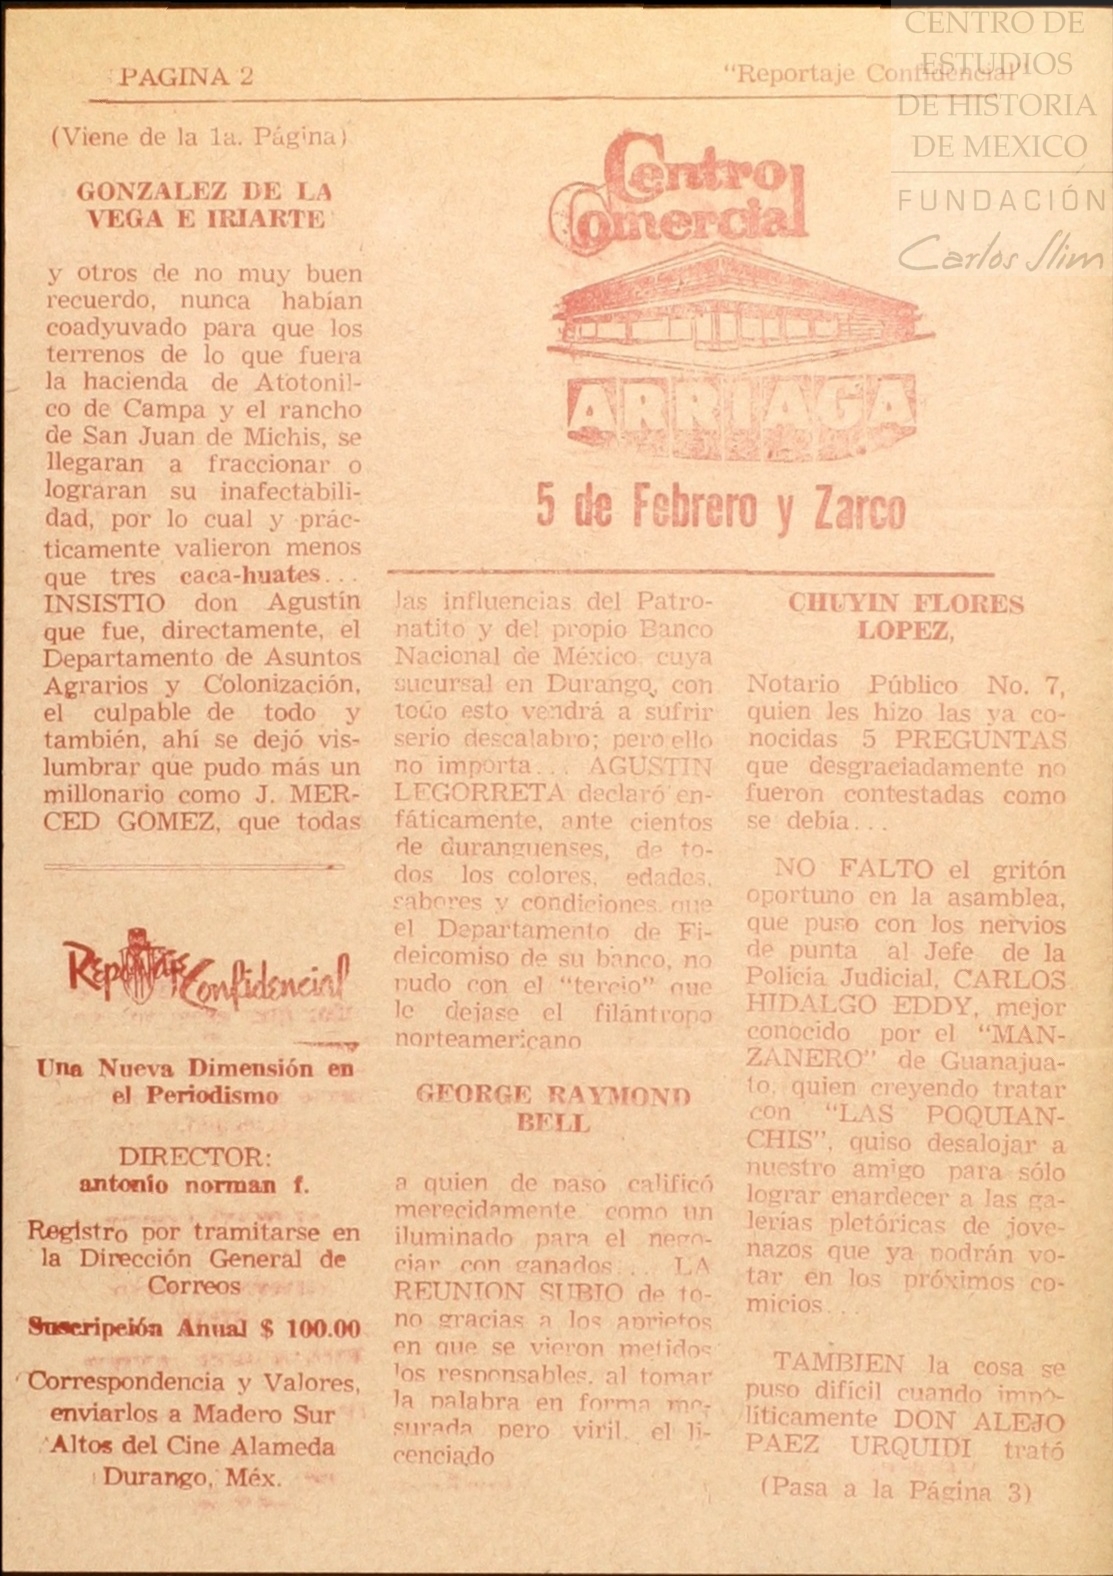 PAGINA 2
"Reportaje Confidencial"
CENTRO DE
ESTUDIOS
DE HISTORIA
DE MEXICO
FUNDACIÓN
Carlos Slim
(Viene de la 1a. Página)
GONZALEZ DE LA
VEGA E IRIARTE
y otros de no muy buen
recuerdo, nunca habían
coadyuvado para que los
terrenos de lo que fuera
la hacienda de Atotonil-
co de Campa y el rancho
de San Juan de Michis, se
llegaran a fraccionar o
lograran su inafectabili-
dad, por lo cual y prác-
ticamente valieron menos
que tres caca-huates...
INSISTIO don Agustín
que fue, directamente, el
Departamento de Asuntos
Agrarios y Colonización,
el culpable de todo y
también, ahí se dejó vis-
lumbrar que pudo más un
millonario como J. MER-
CED GOMEZ, que todas
Reportaje Confidencial
Una Nueva Dimensión en
el Periodismo
DIRECTOR:
antonio norman f.
Registro por tramitarse en
la Dirección General de
Correos
Suscripción Anual $ 100.00
Correspondencia y Valores,
enviarlos a Madero Sur
Altos del Cine Alameda
Durango, Méx.
Centro
Comercial
ARRIAGA
5 de Febrero y Zarco
las influencias del Patro-
natito y del propio Banco
Nacional de México cuya
sucursal en Durango, con
todo esto vendrá a sufrir
serio descalabro; pero ello
no importa... AGUSTIN
LEGORRETA declaró en-
fáticamente, ante cientos
de duranguenses, de to-
dos los colores, edades,
sabores y condiciones que
el Departamento de Fi-
deicomiso de su banco, no
pudo con el "tercio" que
le dejase el filántropo
norteamericano
GEORGE RAYMOND
BELL
a quien de paso calificó
merecidamente como un
iluminado para el nego-
ciar con ganados... LA
REUNION SUBIO de to-
no gracias a los aprietos
en que se vieron metidos
los responsables, al tomar
la palabra en forma me-
surada pero viril, el li-
cenciado
CHUYIN FLORES
LOPEZ,
Notario Público No. 7,
quien les hizo las ya co-
nocidas 5 PREGUNTAS
que desgraciadamente no
fueron contestadas como
se debía...
NO FALTO el gritón
oportuno en la asamblea,
que puso con los nervios
de punta al Jefe de la
Policía Judicial, CARLOS
HIDALGO EDDY, mejor
conocido por el "MAN-
ZANERO" de Guanajua-
to, quien creyendo tratar
con "LAS POQUIAN-
CHIS", quiso desalojar a
nuestro amigo para sólo
lograr enardecer a las ga-
lerías pletóricas de jove-
nazos que ya podrán vo-
tar en los próximos co-
micios...
TAMBIEN la cosa se
puso difícil cuando impo-
líticamente DON ALEJO
PAEZ URQUIDI trató
(Pasa a la Página 3)